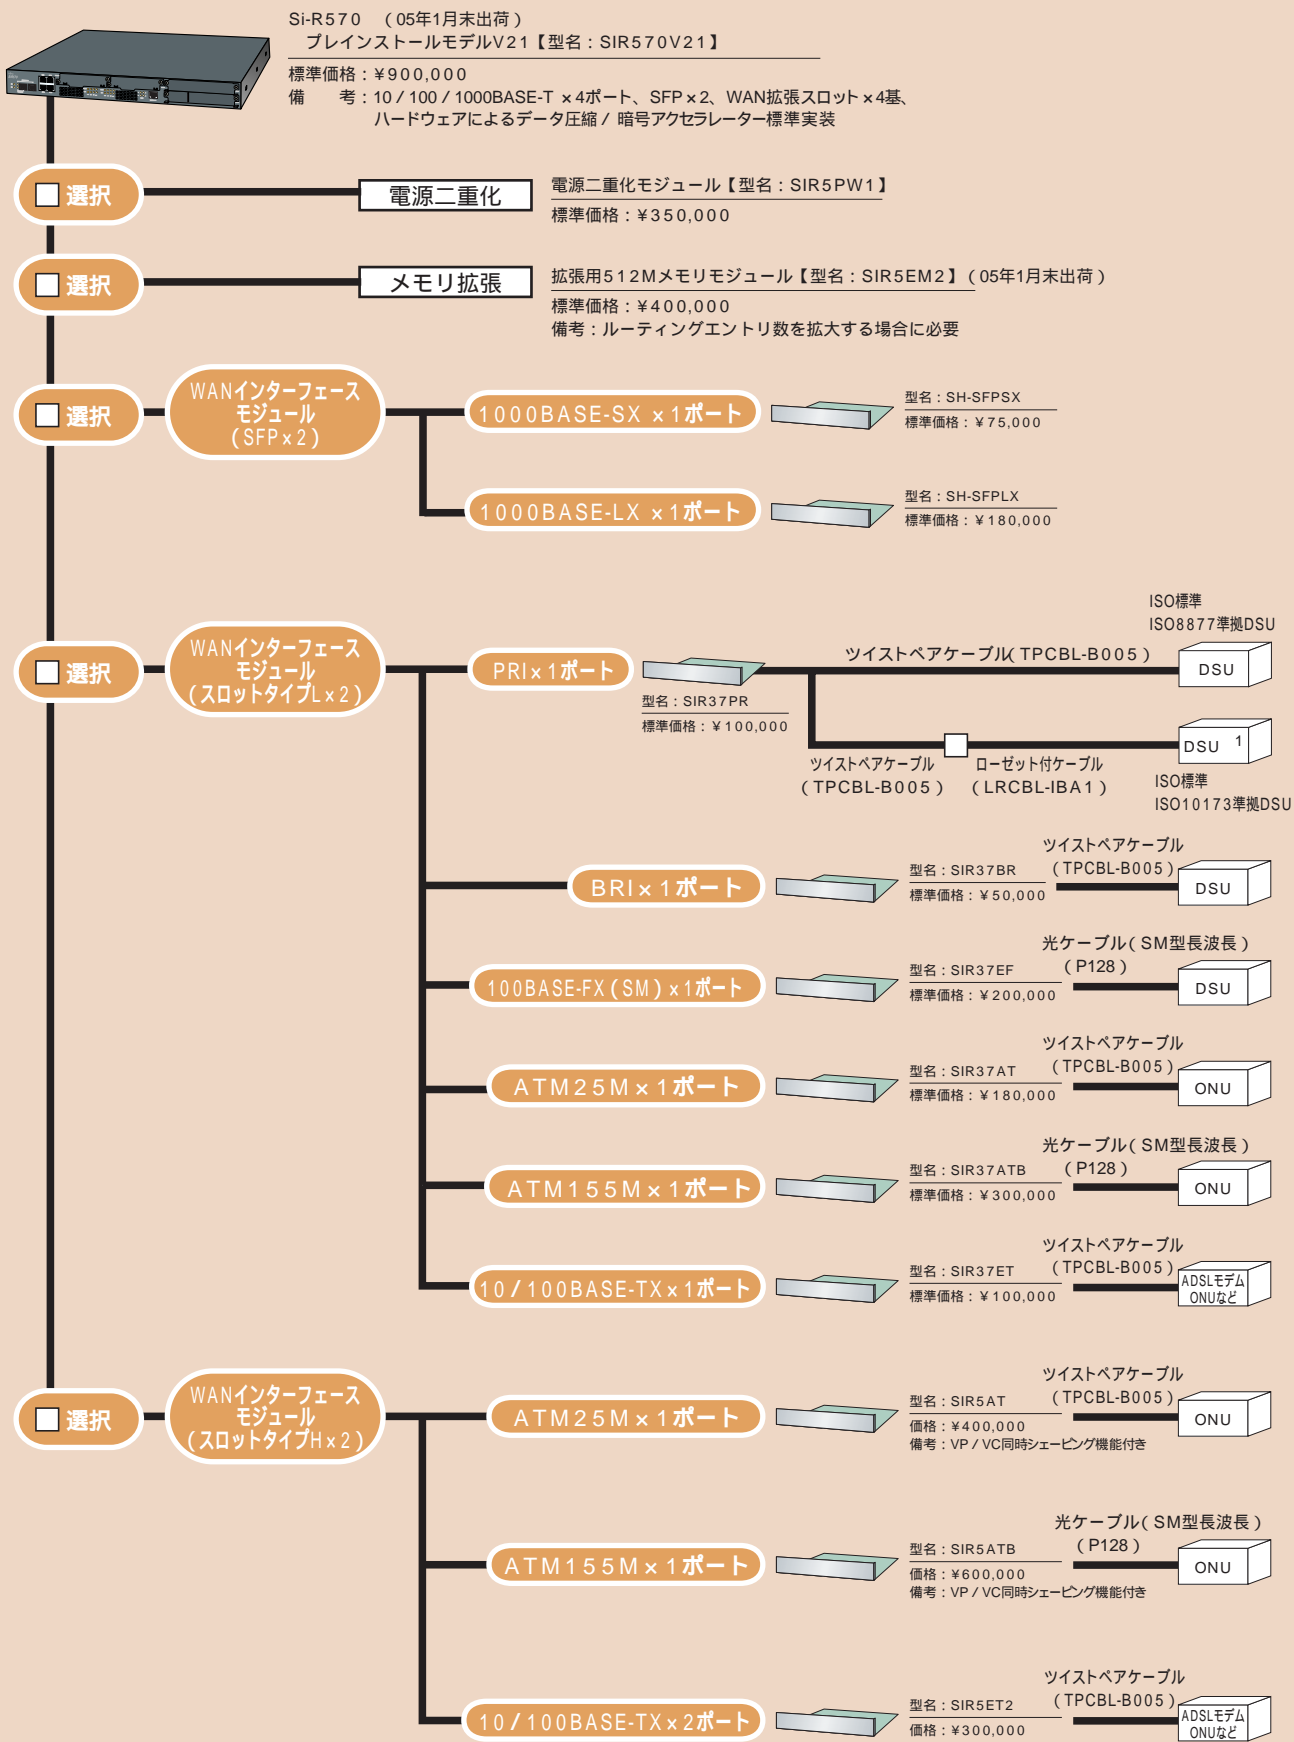 Si-R570 （05年1月末出荷）
プレインストールモデルV21【型名：SIR570V21】
標準価格：¥900,000
備　考：10／100／1000BASE-T ×4ポート、SFP×2、WAN拡張スロット×4基、
ハードウェアによるデータ圧縮／暗号アクセラレーター標準実装
□選択
電源二重化
電源二重化モジュール【型名：SIR5PW1】
標準価格：¥350,000
□選択
メモリ拡張
拡張用512Mメモリモジュール【型名：SIR5EM2】（05年1月末出荷）
標準価格：¥400,000
備考：ルーティングエントリ数を拡大する場合に必要
□選択
WANインターフェース
モジュール
（SFP×2）
1000BASE-SX ×1ポート
型名：SH-SFPSX
標準価格：¥75,000
1000BASE-LX ×1ポート
型名：SH-SFPLX
標準価格：¥180,000
□選択
WANインターフェース
モジュール
（スロットタイプL×2）
PRI×1ポート
型名：SIR37PR
標準価格：¥100,000
ツイストペアケーブル（TPCBL-B005）
ISO標準
ISO8877準拠DSU
DSU
ツイストペアケーブル
（TPCBL-B005）
ローゼット付ケーブル
（LRCBL-IBA1）
DSU 1
ISO標準
ISO10173準拠DSU
BRI×1ポート
型名：SIR37BR
標準価格：¥50,000
ツイストペアケーブル
（TPCBL-B005）
DSU
100BASE-FX（SM）×1ポート
型名：SIR37EF
標準価格：¥200,000
光ケーブル（SM型長波長）
（P128）
DSU
ATM25M×1ポート
型名：SIR37AT
標準価格：¥180,000
ツイストペアケーブル
（TPCBL-B005）
ONU
ATM155M×1ポート
型名：SIR37ATB
標準価格：¥300,000
光ケーブル（SM型長波長）
（P128）
ONU
10／100BASE-TX×1ポート
型名：SIR37ET
標準価格：¥100,000
ツイストペアケーブル
（TPCBL-B005）
ADSLモデム
ONUなど
□選択
WANインターフェース
モジュール
（スロットタイプH×2）
ATM25M×1ポート
型名：SIR5AT
価格：¥400,000
備考：VP／VC同時シェーピング機能付き
ツイストペアケーブル
（TPCBL-B005）
ONU
ATM155M×1ポート
型名：SIR5ATB
価格：¥600,000
備考：VP／VC同時シェーピング機能付き
光ケーブル（SM型長波長）
（P128）
ONU
10／100BASE-TX×2ポート
型名：SIR5ET2
価格：¥300,000
ツイストペアケーブル
（TPCBL-B005）
ADSLモデム
ONUなど